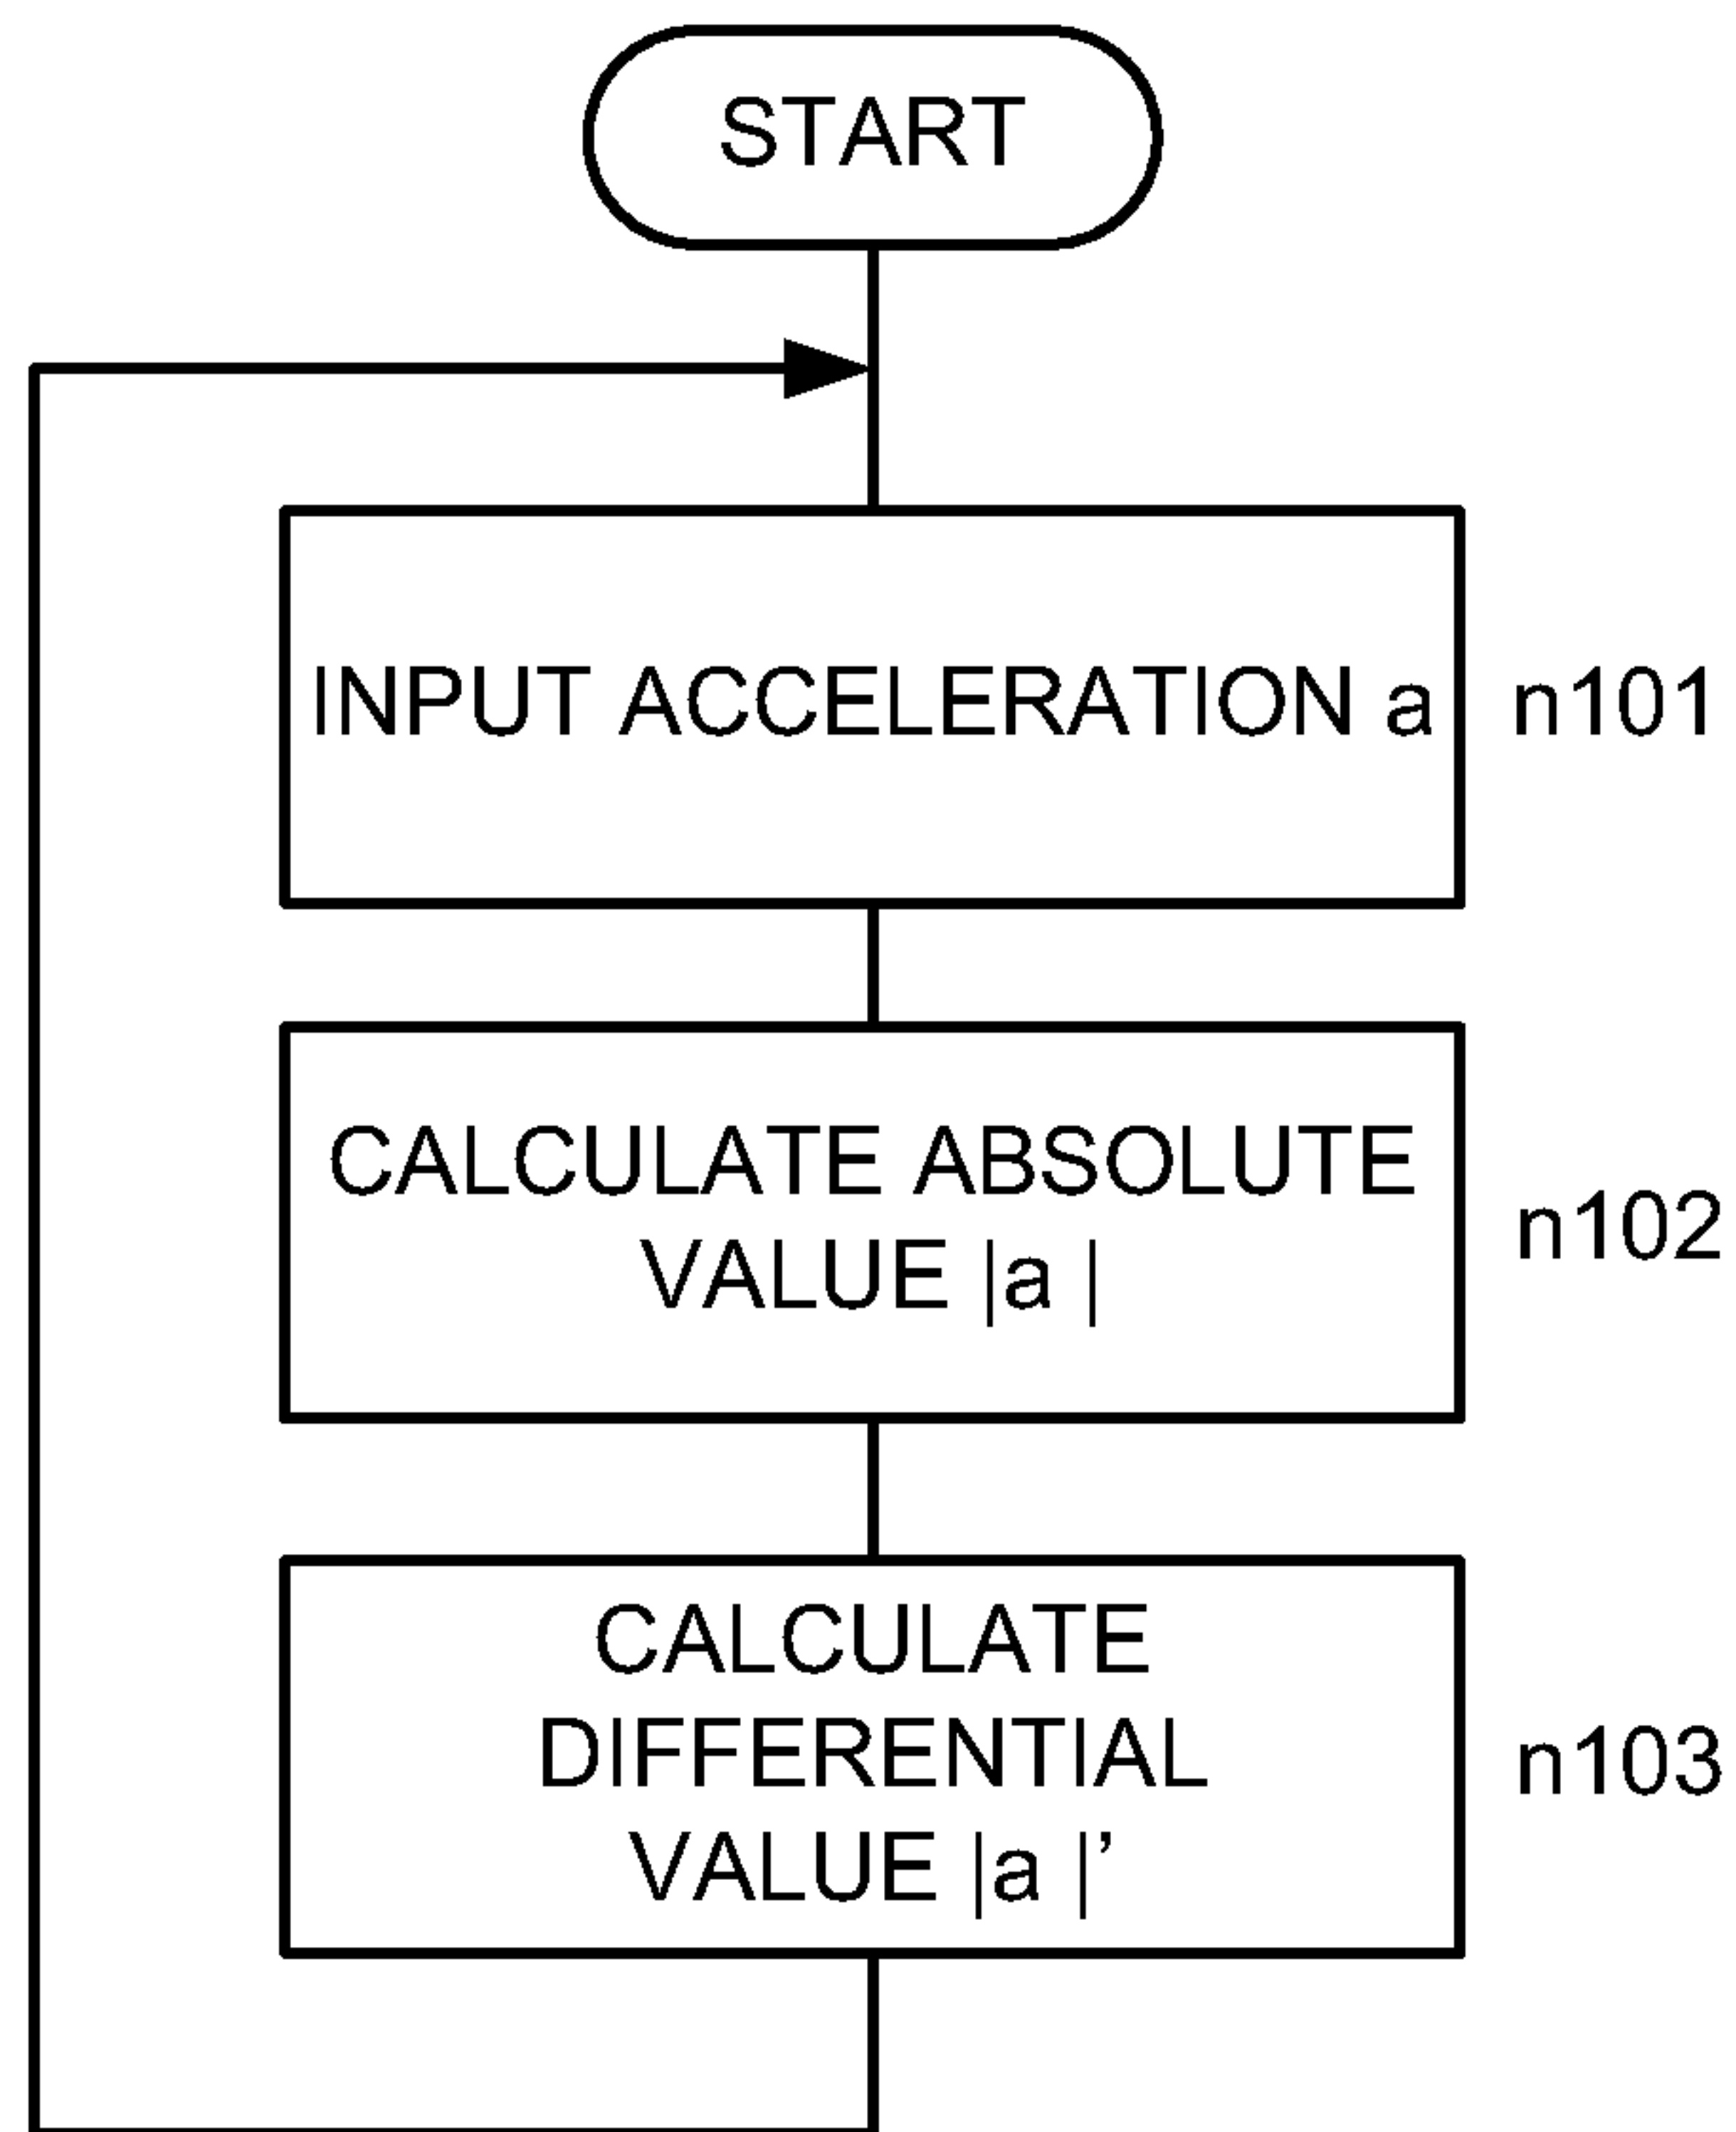 START
INPUT ACCELERATION a n101
CALCULATE ABSOLUTE
VALUE |a |
n102
CALCULATE
DIFFERENTIAL
VALUE |a |’
n103